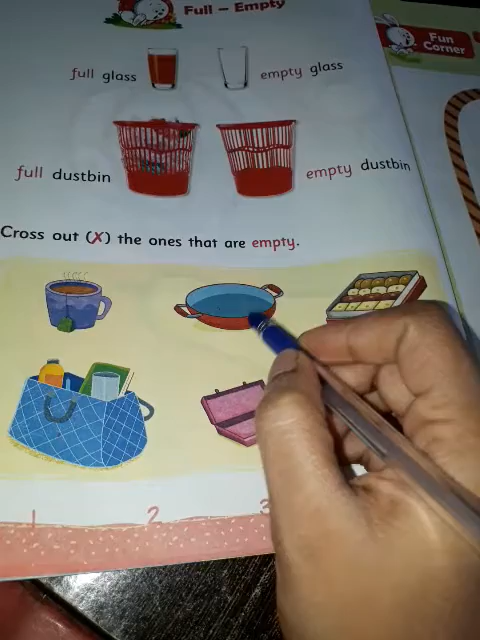 Full – Empty
Fun
Corner
full glass
empty glass
full dustbin
empty dustbin
Cross out (X) the ones that are empty.
1
2
3